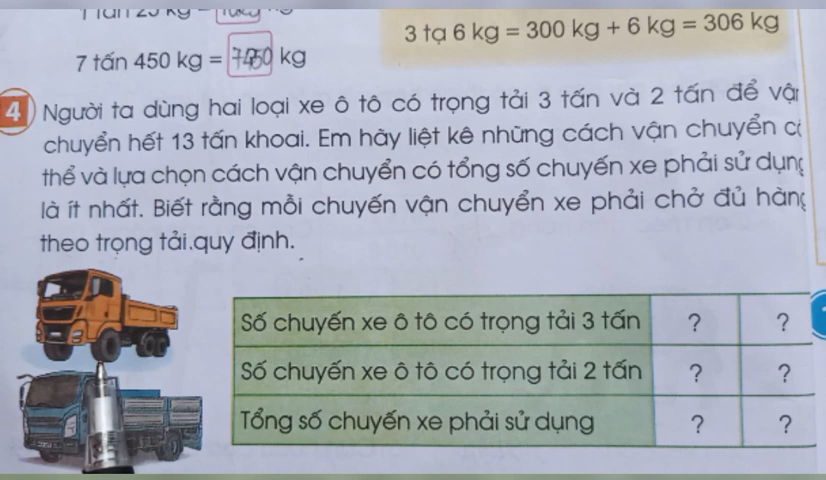 3 tạ 6 kg = 300 kg + 6 kg = 306 kg
7 tấn 450 kg = 7450 kg
4 Người ta dùng hai loại xe ô tô có trọng tải 3 tấn và 2 tấn để
chuyển hết 13 tấn khoai. Em hãy liệt kê những cách vận chuyển
thể và lựa chọn cách vận chuyển có tổng số chuyến xe phải sử dụng
là ít nhất. Biết rằng mỗi chuyến vận chuyển xe phải chở đủ hàng
theo trọng tải quy định.
Số chuyến xe ô tô có trọng tải 3 tấn ? ?
Số chuyến xe ô tô có trọng tải 2 tấn ? ?
Tổng số chuyến xe phải sử dụng ? ?